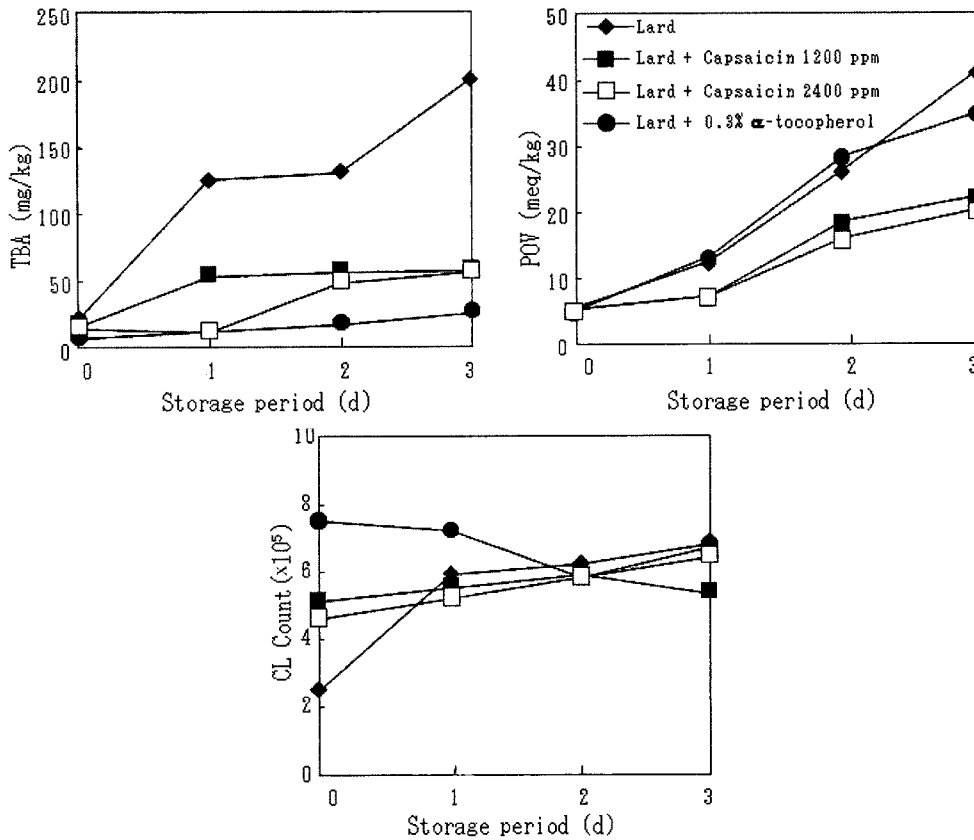 TBA (mg/kg)
250
200
150
100
50
0
0 1 2 3
Storage period (d)
POV (meq/kg)
50
40
30
20
10
0
0 1 2 3
Storage period (d)
Lard
Lard + Capsaicin 1200 ppm
Lard + Capsaicin 2400 ppm
Lard + 0.3% α-tocopherol
CL Count (×10⁵)
10
8
6
4
2
0
0 1 2 3
Storage period (d)